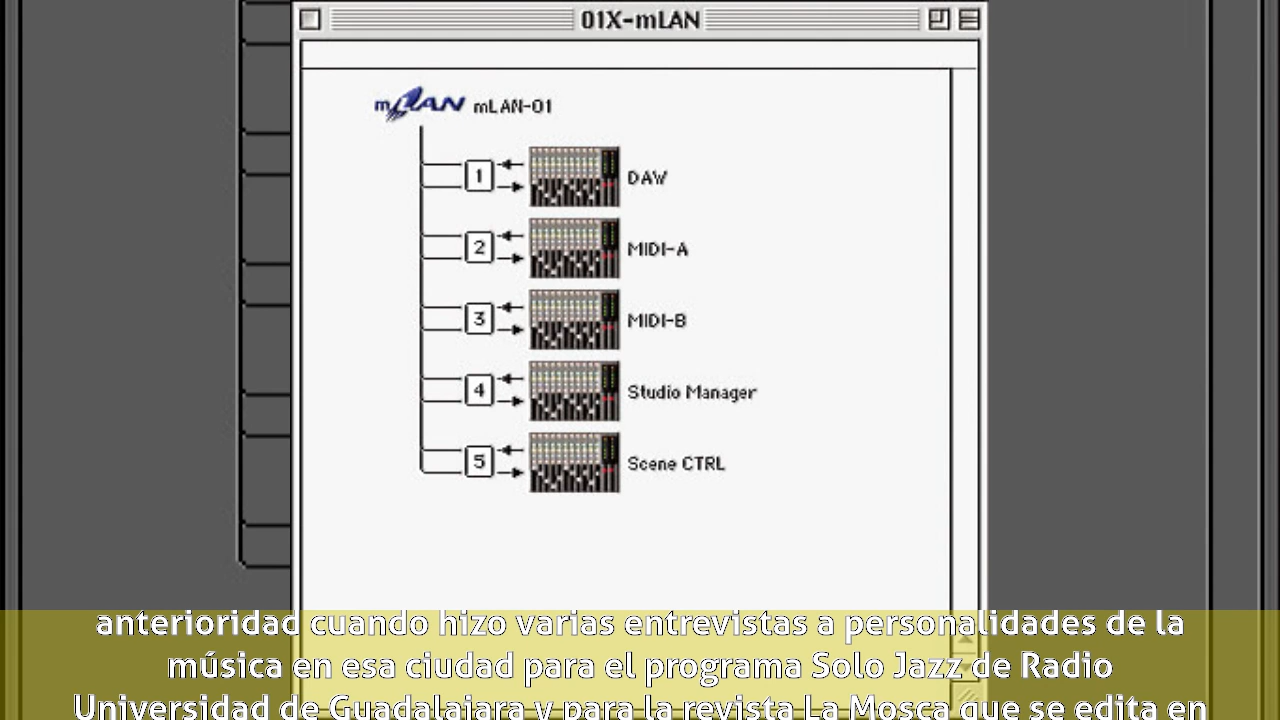 01X-mLAN
mLAN mLAN-01
1 DAW
2 MIDI-A
3 MIDI-B
4 Studio Manager
5 Scene CTRL
anterioridad cuando hizo varias entrevistas a personalidades de la
música en esa ciudad para el programa Solo Jazz de Radio
Universidad de Guadalajara y para la revista La Mosca que se edita en